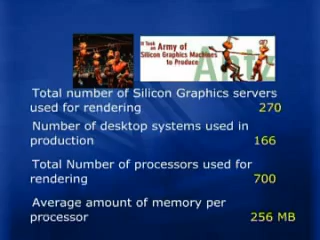 It Took an Army of
Silicon Graphics Machines
to Produce
Antz
Total number of Silicon Graphics servers
used for rendering 270
Number of desktop systems used in
production 166
Total Number of processors used for
rendering 700
Average amount of memory per
processor 256 MB